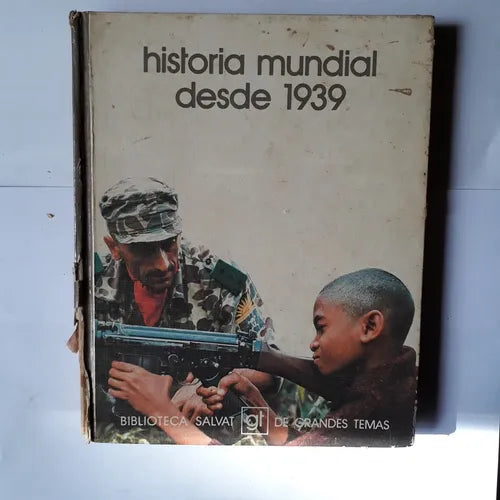 historia mundial
desde 1939
BIBLIOTECA SALVAT gt DE GRANDES TEMAS